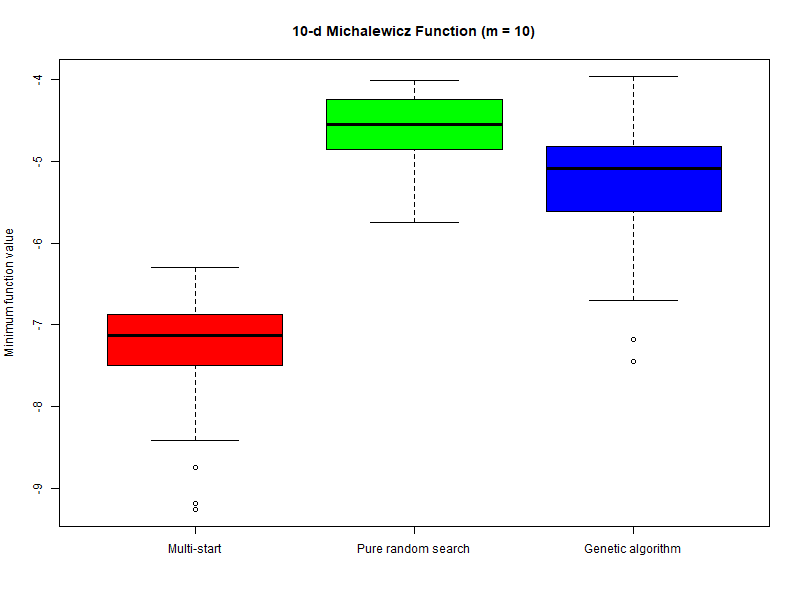 10-d Michalewicz Function (m = 10)
Minimum function value
-4
-5
-6
-7
-8
-9
Multi-start
Pure random search
Genetic algorithm